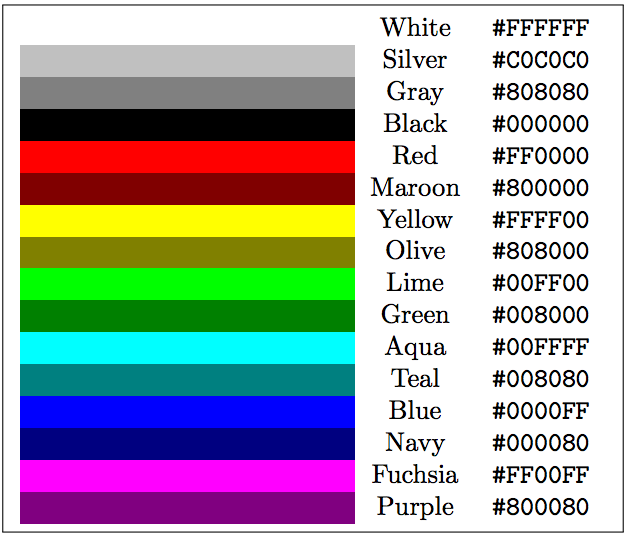 White #FFFFFF
Silver #C0C0C0
Gray #808080
Black #000000
Red #FF0000
Maroon #800000
Yellow #FFFF00
Olive #808000
Lime #00FF00
Green #008000
Aqua #00FFFF
Teal #008080
Blue #0000FF
Navy #000080
Fuchsia #FF00FF
Purple #800080